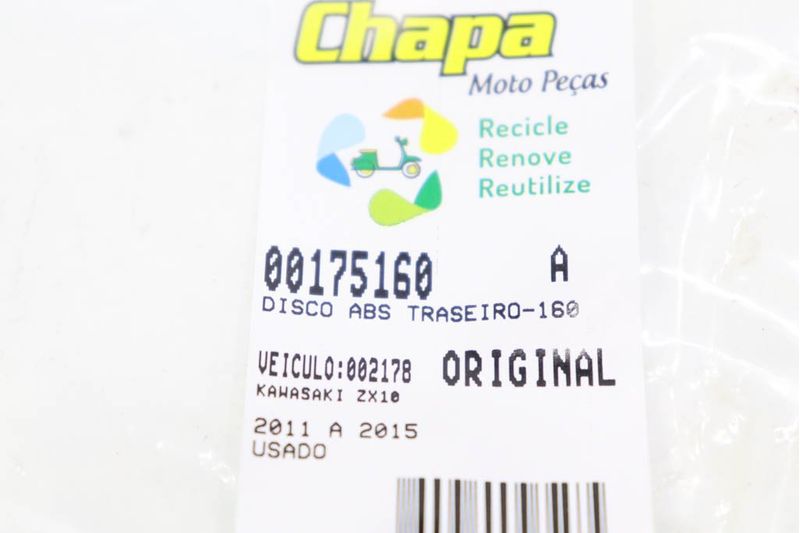 Chapa
Moto Peças
Recicle
Renove
Reutilize
00175160 A
DISCO ABS TRASEIRO-160
VEICULO:002178 ORIGINAL
KAWASAKI ZX10
2011 A 2015
USADO